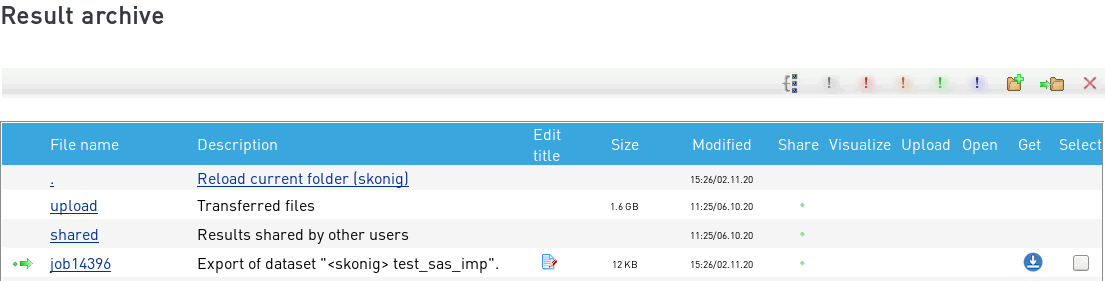 Result archive
File name Description Edit title Size Modified Share Visualize Upload Open Get Select
. Reload current folder (skonig) 15:26/02.11.20
upload Transferred files 1.6 GB 11:25/06.10.20
shared Results shared by other users 11:25/06.10.20
job14396 Export of dataset "<skonig> test_sas_imp". 12 KB 15:26/02.11.20